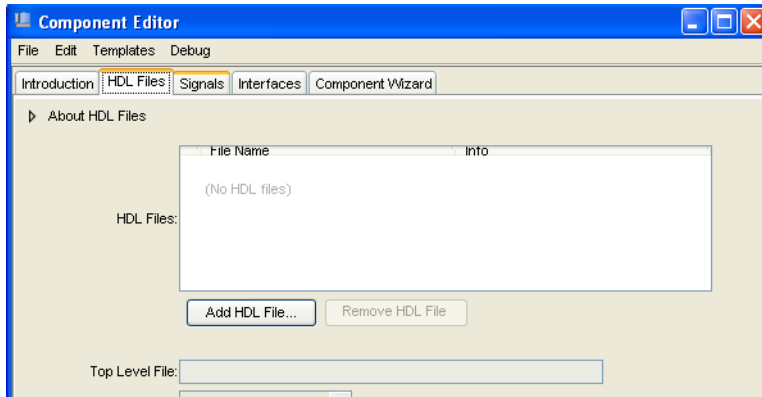 Component Editor
File Edit Templates Debug
Introduction HDL Files Signals Interfaces Component Wizard
About HDL Files
File Name Info
(No HDL files)
HDL Files:
Add HDL File... Remove HDL File
Top Level File: